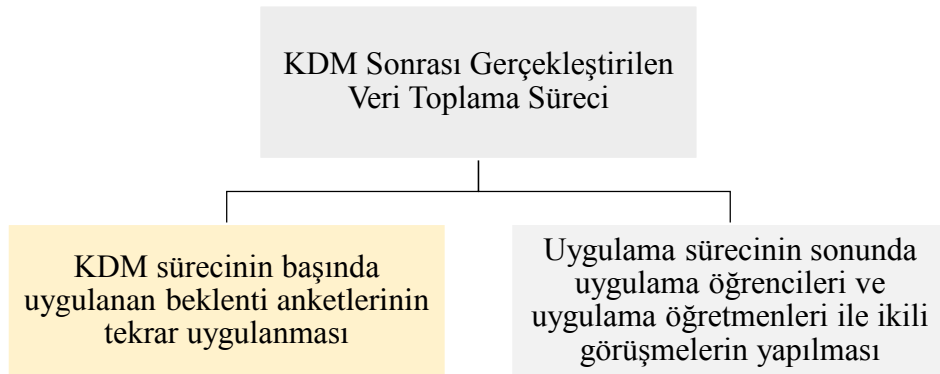 KDM Sonrası Gerçekleştirilen
Veri Toplama Süreci
KDM sürecinin başında
uygulanan beklenti anketlerinin
tekrar uygulanması
Uygulama sürecinin sonunda
uygulama öğrencileri ve
uygulama öğretmenleri ile ikili
görüşmelerin yapılması